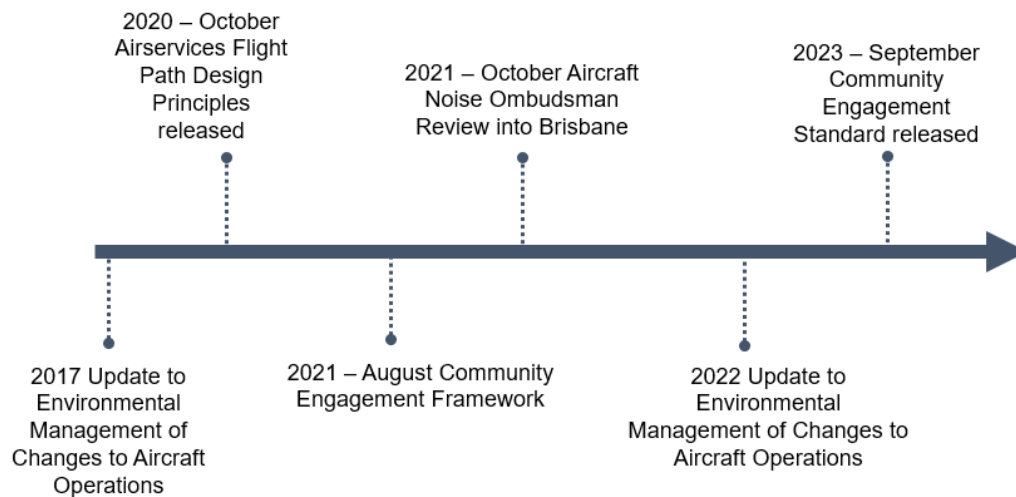 2020 – October
Airservices Flight
Path Design
Principles
released
2021 – October Aircraft
Noise Ombudsman
Review into Brisbane
2023 – September
Community
Engagement
Standard released
2017 Update to
Environmental
Management of
Changes to Aircraft
Operations
2021 – August Community
Engagement Framework
2022 Update to
Environmental
Management of Changes to
Aircraft Operations